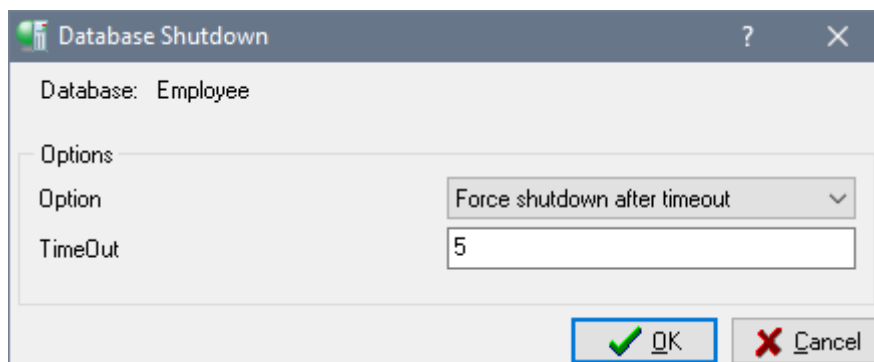 Database Shutdown ?
Database: Employee
Options
Option Force shutdown after timeout
TimeOut 5
OK Cancel